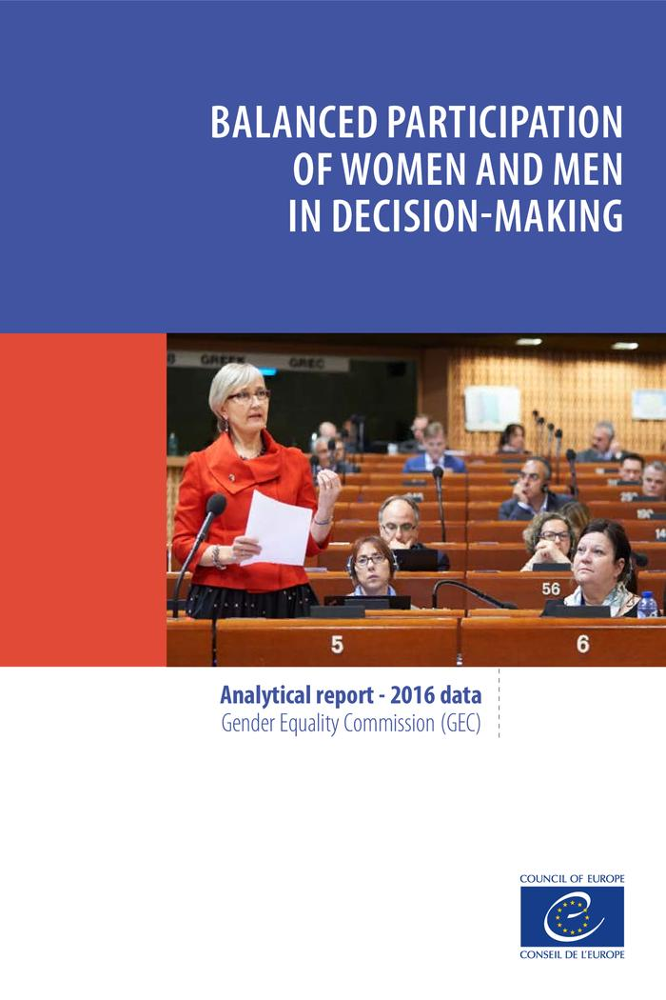 BALANCED PARTICIPATION
OF WOMEN AND MEN
IN DECISION-MAKING
GREEK GREC
56
5
6
Analytical report - 2016 data
Gender Equality Commission (GEC)
COUNCIL OF EUROPE
CONSEIL DE L'EUROPE